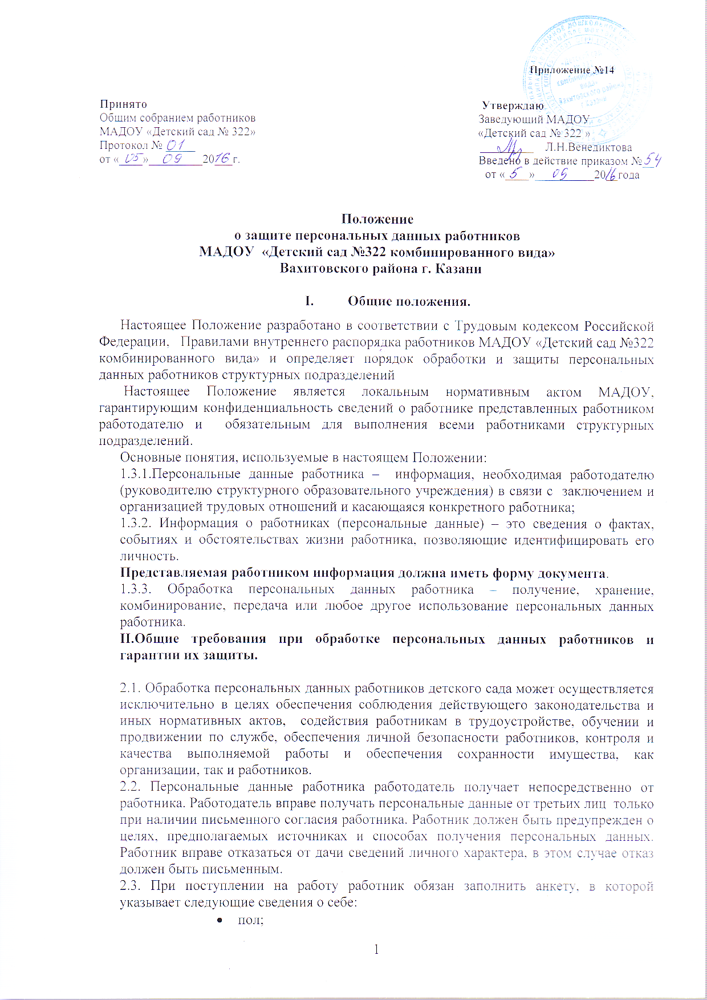 Приложение №14
Принято
Общим собранием работников
МАДОУ «Детский сад № 322»
Протокол № 01
от «05» 09 2016 г.
Утверждаю
Заведующий МАДОУ
«Детский сад № 322 »
Л.Н.Венедиктова
Введено в действие приказом № 54
от « 5 » 09 2016 года
Положение
о защите персональных данных работников
МАДОУ «Детский сад №322 комбинированного вида»
Вахитовского района г. Казани
I. Общие положения.
Настоящее Положение разработано в соответствии с Трудовым кодексом Российской
Федерации, Правилами внутреннего распорядка работников МАДОУ «Детский сад №322
комбинированного вида» и определяет порядок обработки и защиты персональных
данных работников структурных подразделений
Настоящее Положение является локальным нормативным актом МАДОУ,
гарантирующим конфиденциальность сведений о работнике представленных работником
работодателю и обязательным для выполнения всеми работниками структурных
подразделений.
Основные понятия, используемые в настоящем Положении:
1.3.1.Персональные данные работника – информация, необходимая работодателю
(руководителю структурного образовательного учреждения) в связи с заключением и
организацией трудовых отношений и касающаяся конкретного работника;
1.3.2. Информация о работниках (персональные данные) – это сведения о фактах,
событиях и обстоятельствах жизни работника, позволяющие идентифицировать его
личность.
Представляемая работником информация должна иметь форму документа.
1.3.3. Обработка персональных данных работника – получение, хранение,
комбинирование, передача или любое другое использование персональных данных
работника.
II.Общие требования при обработке персональных данных работников и
гарантии их защиты.
2.1. Обработка персональных данных работников детского сада может осуществляется
исключительно в целях обеспечения соблюдения действующего законодательства и
иных нормативных актов, содействия работникам в трудоустройстве, обучении и
продвижении по службе, обеспечения личной безопасности работников, контроля и
качества выполняемой работы и обеспечения сохранности имущества, как
организации, так и работников.
2.2. Персональные данные работника работодатель получает непосредственно от
работника. Работодатель вправе получать персональные данные от третьих лиц только
при наличии письменного согласия работника. Работник должен быть предупрежден о
целях, предполагаемых источниках и способах получения персональных данных.
Работник вправе отказаться от дачи сведений личного характера, в этом случае отказ
должен быть письменным.
2.3. При поступлении на работу работник обязан заполнить анкету, в которой
указывает следующие сведения о себе:
• пол;
1